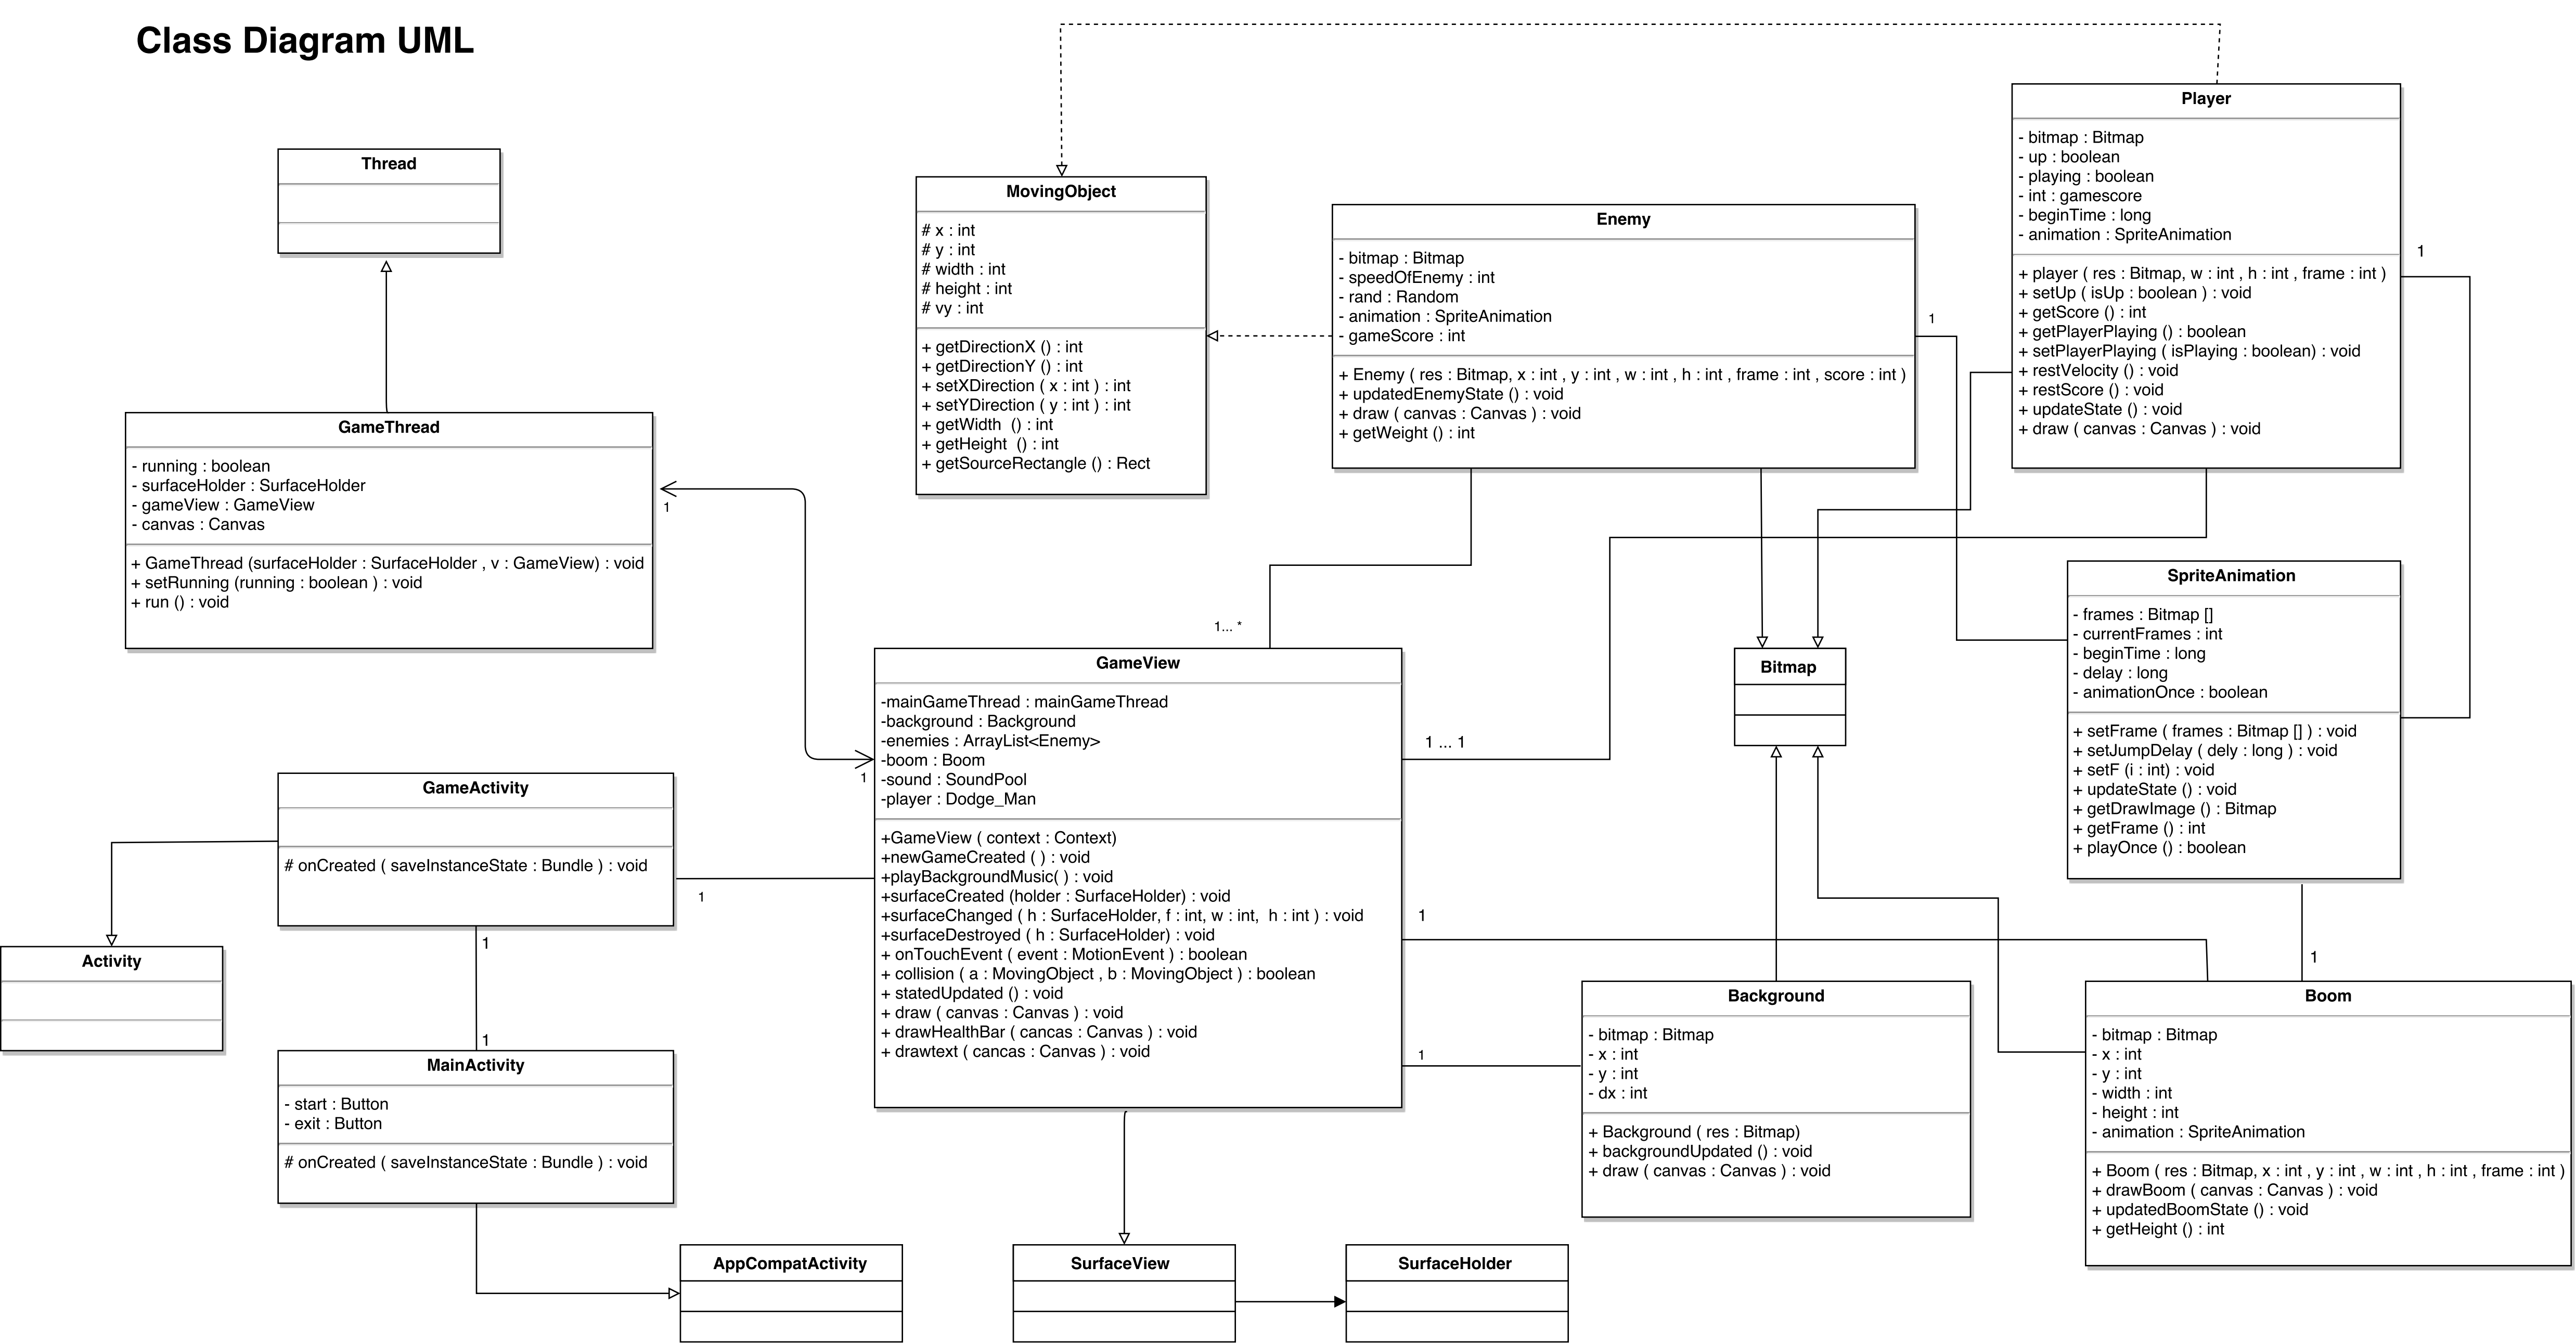 Class Diagram UML
Thread
MovingObject
# x : int
# y : int
# width : int
# height : int
# vy : int
+ getDirectionX () : int
+ getDirectionY () : int
+ setXDirection ( x : int ) : int
+ setYDirection ( y : int ) : int
+ getWidth  () : int
+ getHeight  () : int
+ getSourceRectangle () : Rect
Enemy
- bitmap : Bitmap
- speedOfEnemy : int
- rand : Random
- animation : SpriteAnimation
- gameScore : int
+ Enemy ( res : Bitmap, x : int , y : int , w : int , h : int , frame : int , score : int )
+ updatedEnemyState () : void
+ draw ( canvas : Canvas ) : void
+ getWeight () : int
1
Player
- bitmap : Bitmap
- up : boolean
- playing : boolean
- int : gamescore
- beginTime : long
- animation : SpriteAnimation
+ player ( res : Bitmap, w : int , h : int , frame : int )
+ setUp ( isUp : boolean ) : void
+ getScore () : int
+ getPlayerPlaying () : boolean
+ setPlayerPlaying ( isPlaying : boolean) : void
+ restVelocity () : void
+ restScore () : void
+ updateState () : void
+ draw ( canvas : Canvas ) : void
1
GameThread
- running : boolean
- surfaceHolder : SurfaceHolder
- gameView : GameView
- canvas : Canvas
+ GameThread (surfaceHolder : SurfaceHolder , v : GameView) : void
+ setRunning (running : boolean ) : void
+ run () : void
1
1
1... *
GameView
-mainGameThread : mainGameThread
-background : Background
-enemies : ArrayList<Enemy>
-boom : Boom
-sound : SoundPool
-player : Dodge_Man
+GameView ( context : Context)
+newGameCreated ( ) : void
+playBackgroundMusic( ) : void
+surfaceCreated (holder : SurfaceHolder) : void
+surfaceChanged ( h : SurfaceHolder, f : int, w : int,  h : int ) : void
+surfaceDestroyed ( h : SurfaceHolder) : void
+ onTouchEvent ( event : MotionEvent ) : boolean
+ collision ( a : MovingObject , b : MovingObject ) : boolean
+ statedUpdated () : void
+ draw ( canvas : Canvas ) : void
+ drawHealthBar ( cancas : Canvas ) : void
+ drawtext ( cancas : Canvas ) : void
1 ... 1
1
1
Bitmap
SpriteAnimation
- frames : Bitmap []
- currentFrames : int
- beginTime : long
- delay : long
- animationOnce : boolean
+ setFrame ( frames : Bitmap [] ) : void
+ setJumpDelay ( dely : long ) : void
+ setF (i : int) : void
+ updateState () : void
+ getDrawImage () : Bitmap
+ getFrame () : int
+ playOnce () : boolean
1
GameActivity
# onCreated ( saveInstanceState : Bundle ) : void
1
1
1
Activity
MainActivity
- start : Button
- exit : Button
# onCreated ( saveInstanceState : Bundle ) : void
AppCompatActivity
SurfaceView
SurfaceHolder
Background
- bitmap : Bitmap
- x : int
- y : int
- dx : int
+ Background ( res : Bitmap)
+ backgroundUpdated () : void
+ draw ( canvas : Canvas ) : void
Boom
- bitmap : Bitmap
- x : int
- y : int
- width : int
- height : int
- animation : SpriteAnimation
+ Boom ( res : Bitmap, x : int , y : int , w : int , h : int , frame : int )
+ drawBoom ( canvas : Canvas ) : void
+ updatedBoomState () : void
+ getHeight () : int